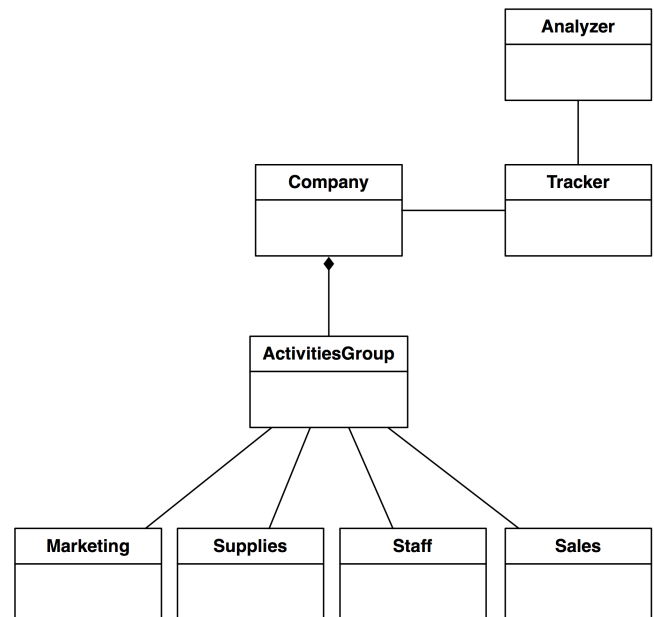 Analyzer
Company
Tracker
ActivitiesGroup
Marketing
Supplies
Staff
Sales